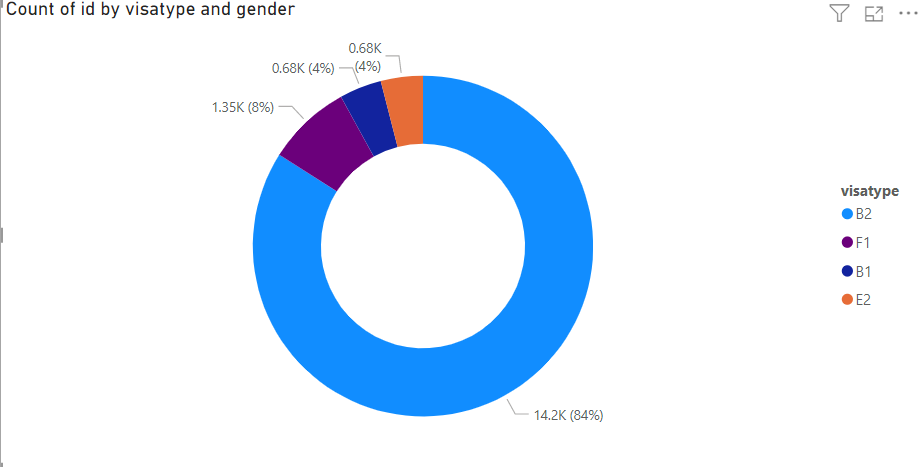 Count of id by visatype and gender
0.68K
(4%)
0.68K (4%)
1.35K (8%)
14.2K (84%)
visatype
B2
F1
B1
E2